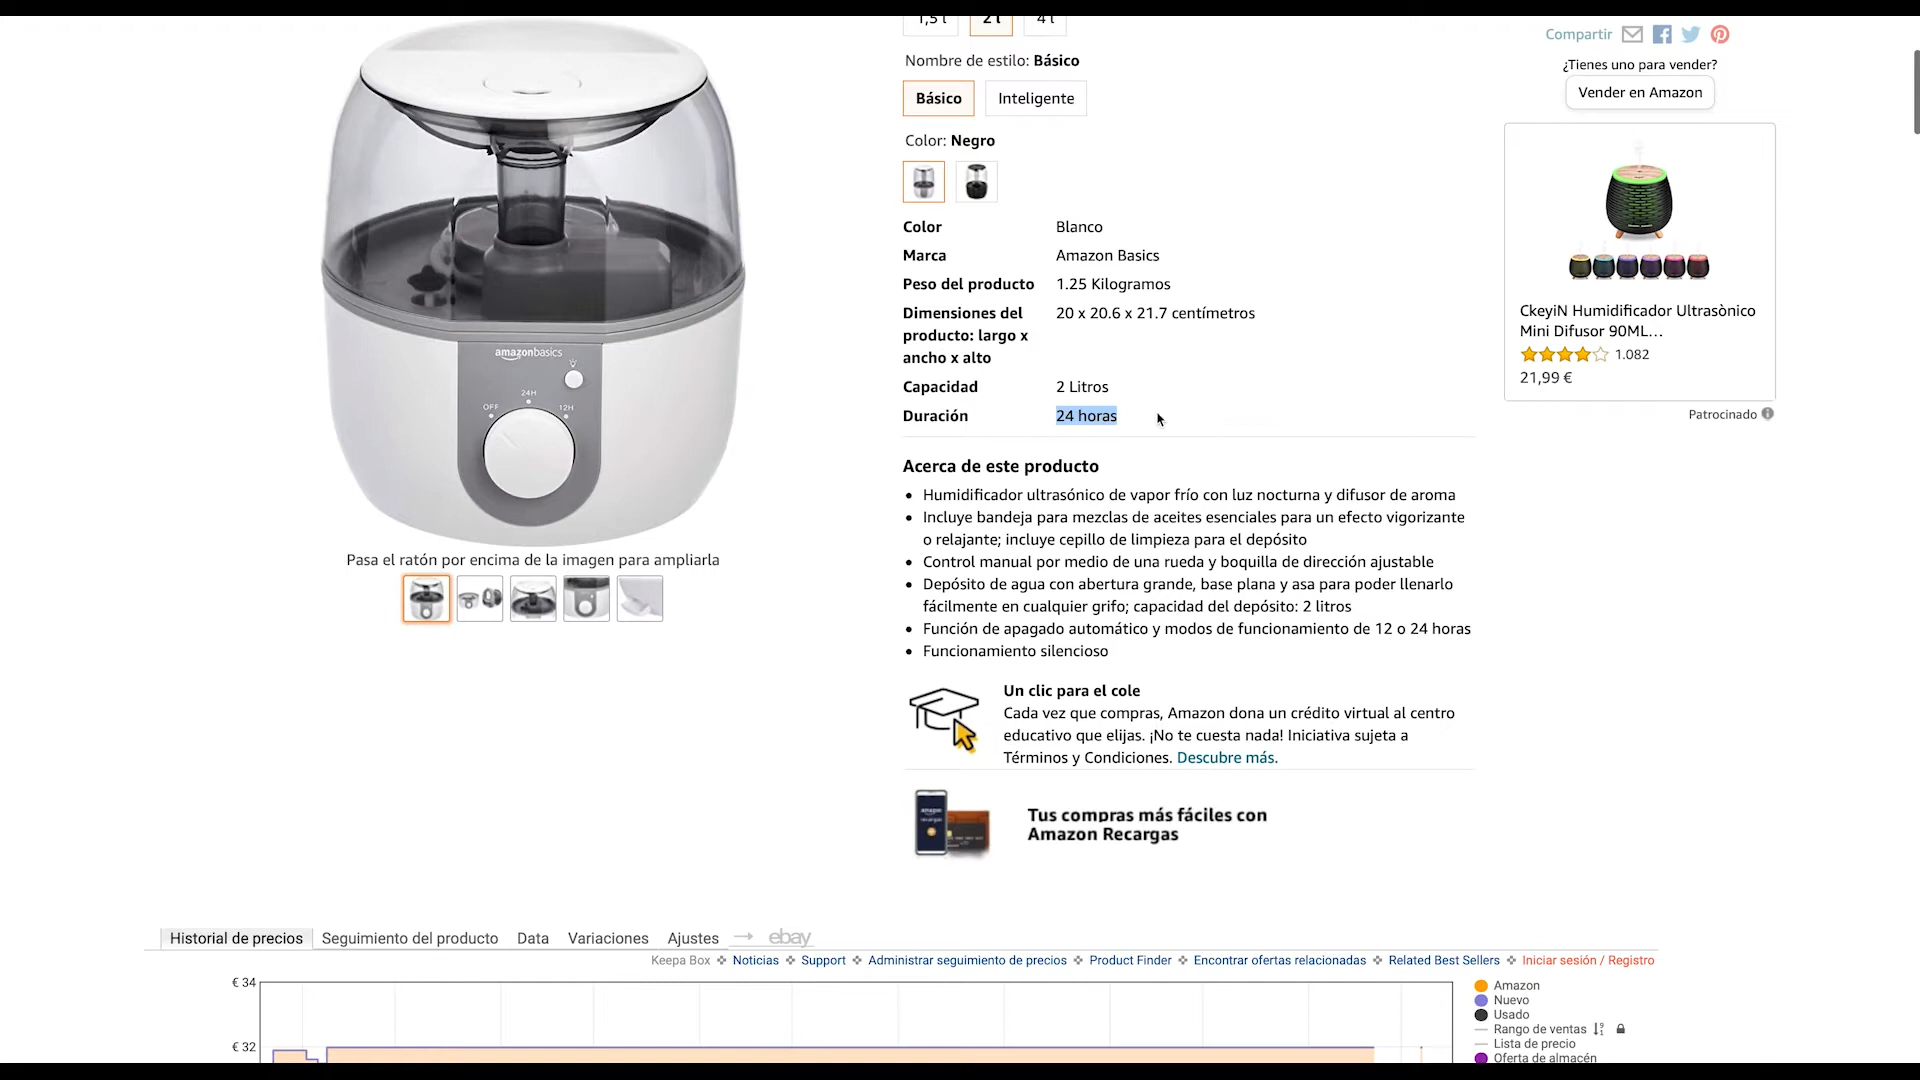 1,5 l
2 l
4 l
Nombre de estilo: Básico
Básico
Inteligente
Color: Negro
Color Blanco
Marca Amazon Basics
Peso del producto 1.25 Kilogramos
Dimensiones del 20 x 20.6 x 21.7 centímetros
producto: largo x
ancho x alto
Capacidad 2 Litros
Duración 24 horas
Acerca de este producto
• Humidificador ultrasónico de vapor frío con luz nocturna y difusor de aroma
• Incluye bandeja para mezclas de aceites esenciales para un efecto vigorizante
o relajante; incluye cepillo de limpieza para el depósito
• Control manual por medio de una rueda y boquilla de dirección ajustable
• Depósito de agua con abertura grande, base plana y asa para poder llenarlo
fácilmente en cualquier grifo; capacidad del depósito: 2 litros
• Función de apagado automático y modos de funcionamiento de 12 o 24 horas
• Funcionamiento silencioso
Un clic para el cole
Cada vez que compras, Amazon dona un crédito virtual al centro
educativo que elijas. ¡No te cuesta nada! Iniciativa sujeta a
Términos y Condiciones. Descubre más.
Tus compras más fáciles con
Amazon Recargas
amazonbasics
24H
OFF
12H
Pasa el ratón por encima de la imagen para ampliarla
Compartir
¿Tienes uno para vender?
Vender en Amazon
CkeyiN Humidificador Ultrasònico
Mini Difusor 90ML...
1.082
21,99 €
Patrocinado
Historial de precios
Seguimiento del producto
Data
Variaciones
Ajustes
ebay
Keepa Box
Noticias
Support
Administrar seguimiento de precios
Product Finder
Encontrar ofertas relacionadas
Related Best Sellers
Iniciar sesión / Registro
€ 34
€ 32
Amazon
Nuevo
Usado
Rango de ventas
Lista de precio
Oferta de almacén